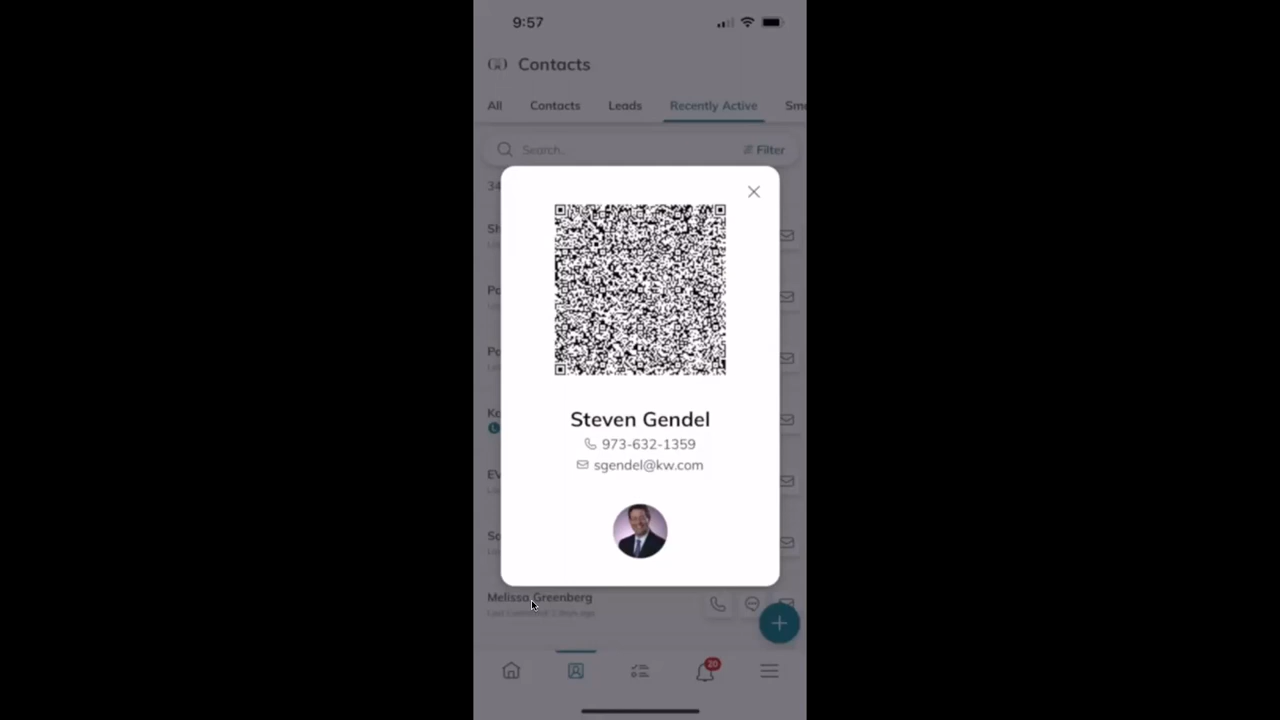 9:57
Contacts
All Contacts Leads Recently Active
Search... Filter
34
Steven Gendel
973-632-1359
sgendel@kw.com
Melissa Greenberg
20